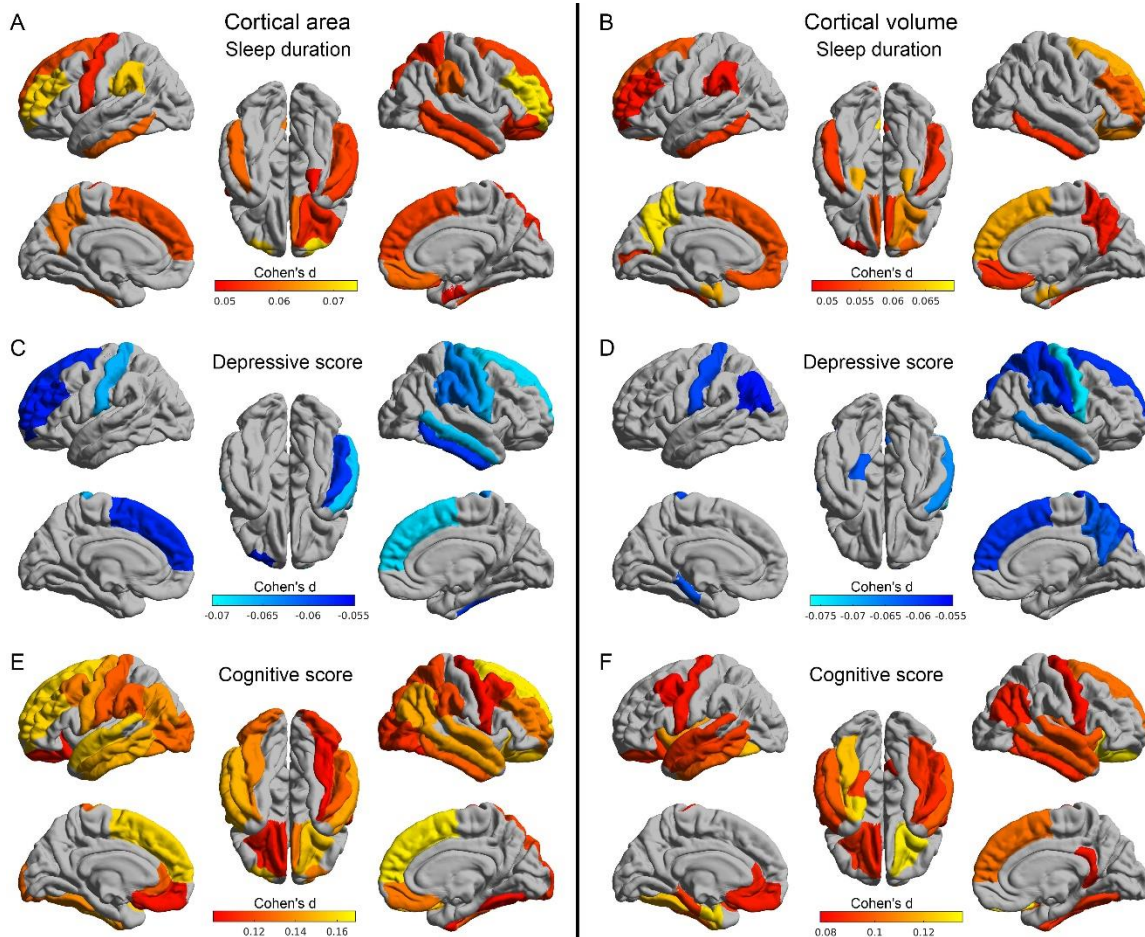 A
Cortical area
Sleep duration
Cohen's d
0.05 0.06 0.07
B
Cortical volume
Sleep duration
Cohen's d
0.05 0.055 0.06 0.065
C
Depressive score
Cohen's d
-0.07 -0.065 -0.06 -0.055
D
Depressive score
Cohen's d
-0.075 -0.07 -0.065 -0.06 -0.055
E
Cognitive score
Cohen's d
0.12 0.14 0.16
F
Cognitive score
Cohen's d
0.08 0.1 0.12